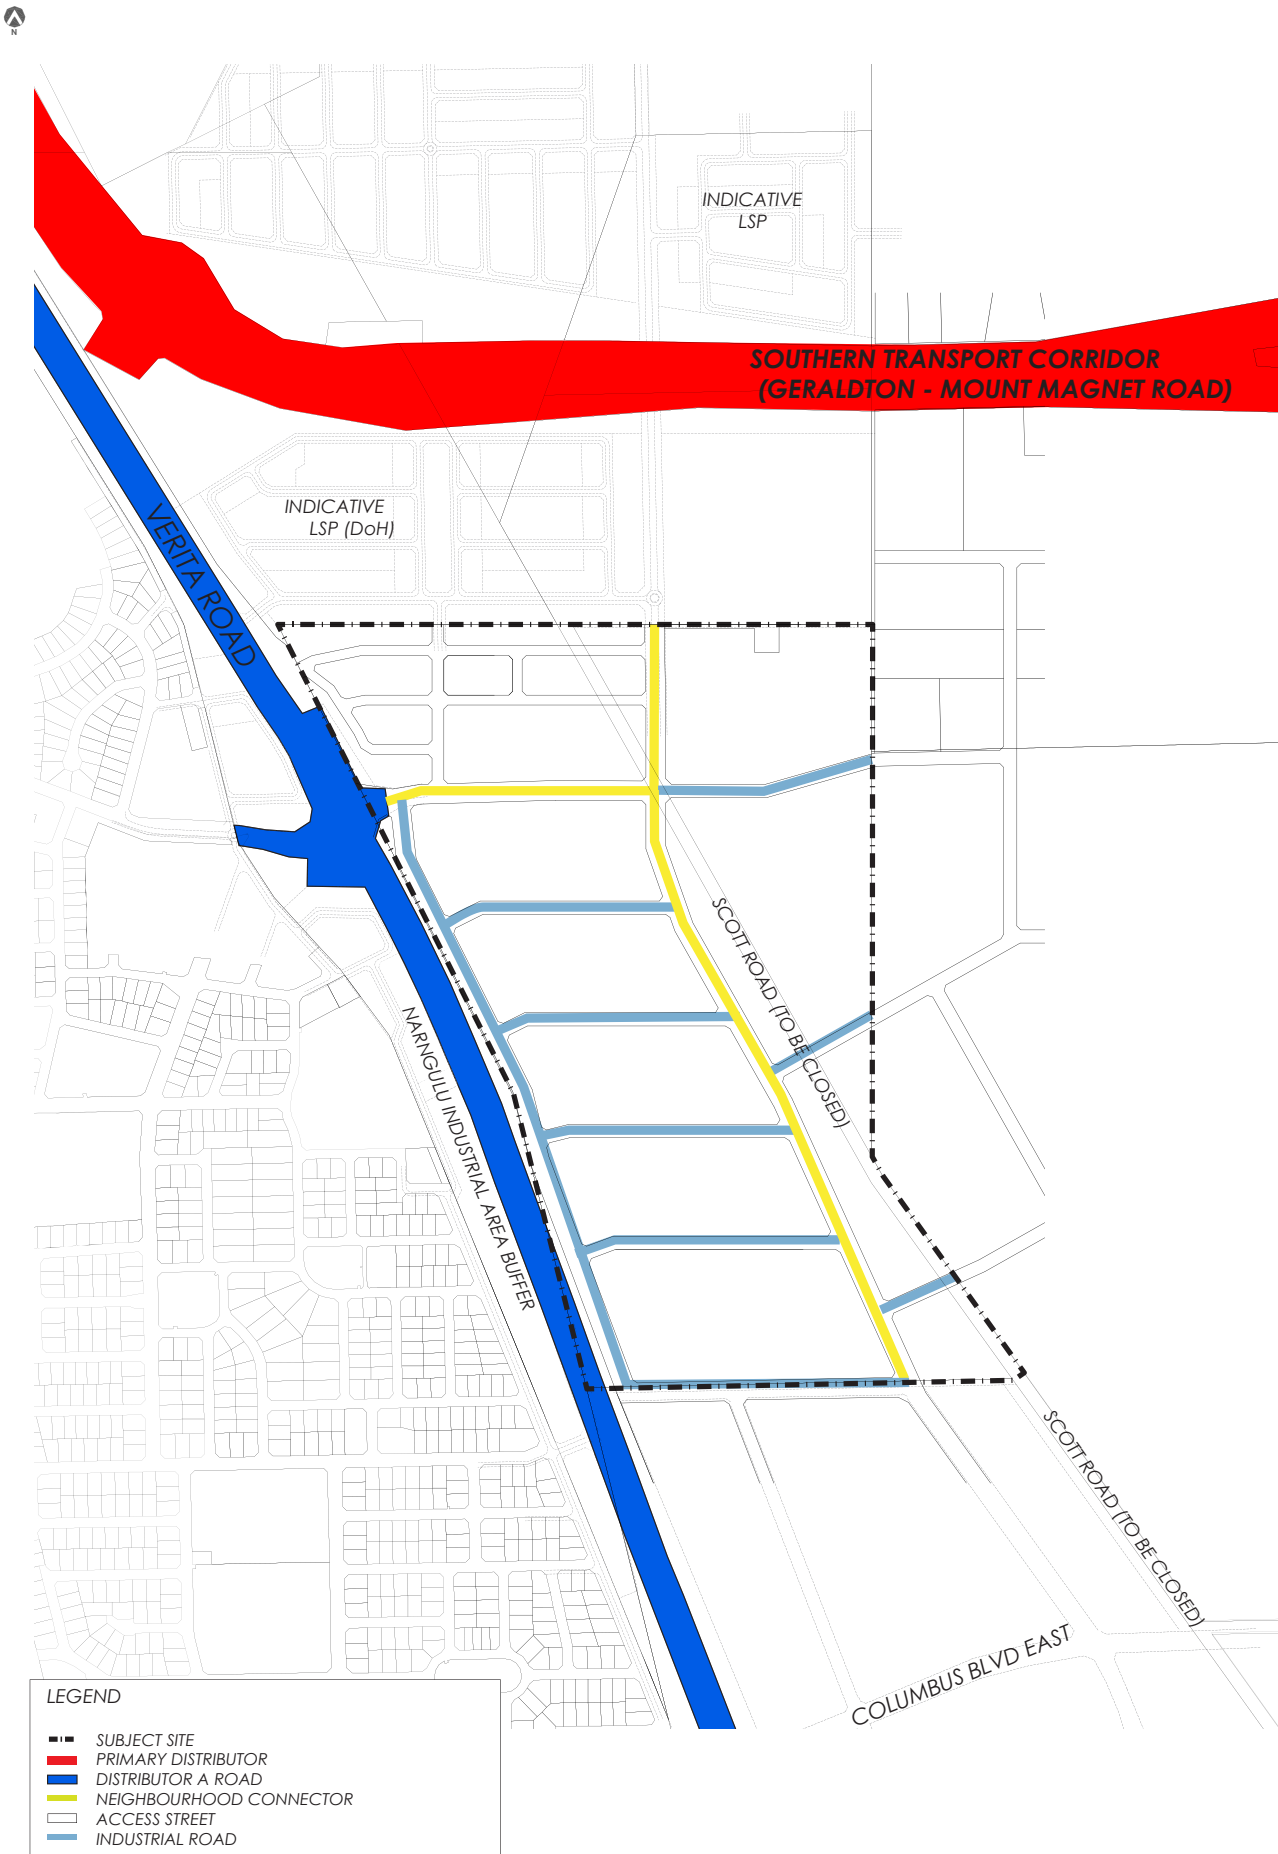 N
INDICATIVE
LSP
SOUTHERN TRANSPORT CORRIDOR
(GERALDTON - MOUNT MAGNET ROAD)
INDICATIVE
LSP (DoH)
VERITA ROAD
SCOTT ROAD (TO BE CLOSED)
NARNGULU INDUSTRIAL AREA BUFFER
SCOTT ROAD (TO BE CLOSED)
COLUMBUS BLVD EAST
LEGEND
SUBJECT SITE
PRIMARY DISTRIBUTOR
DISTRIBUTOR A ROAD
NEIGHBOURHOOD CONNECTOR
ACCESS STREET
INDUSTRIAL ROAD